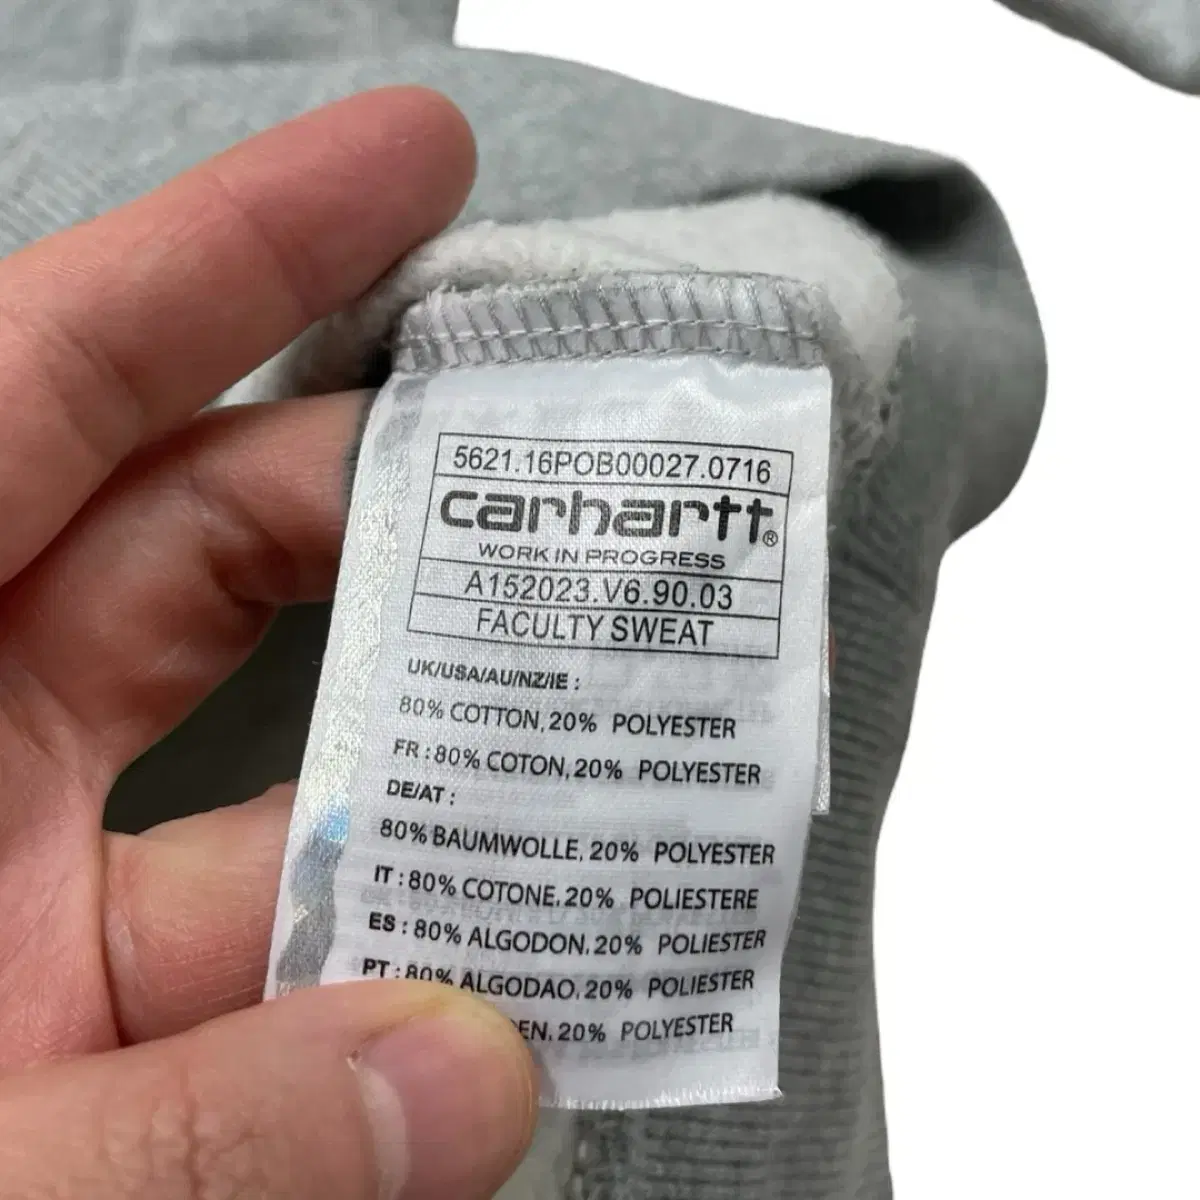 5621.16POB00027.0716
carhartt®
WORK IN PROGRESS
A152023.V6.90.03
FACULTY SWEAT
UK/USA/AU/NZ/IE :
80% COTTON, 20% POLYESTER
FR : 80% COTON, 20% POLYESTER
DE/AT :
80% BAUMWOLLE, 20% POLYESTER
IT : 80% COTONE, 20% POLIESTERE
ES : 80% ALGODON, 20% POLIESTER
PT : 80% ALGODAO, 20% POLIESTER
20% POLYESTER